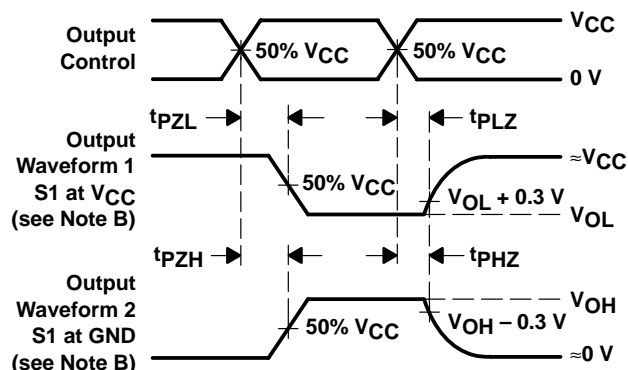 Output
Control
50% VCC
50% VCC
VCC
0 V
tPZL
tPLZ
Output
Waveform 1
S1 at VCC
(see Note B)
50% VCC
≈VCC
VOL + 0.3 V
VOL
tPZH
tPHZ
Output
Waveform 2
S1 at GND
(see Note B)
50% VCC
VOH
VOH − 0.3 V
≈0 V